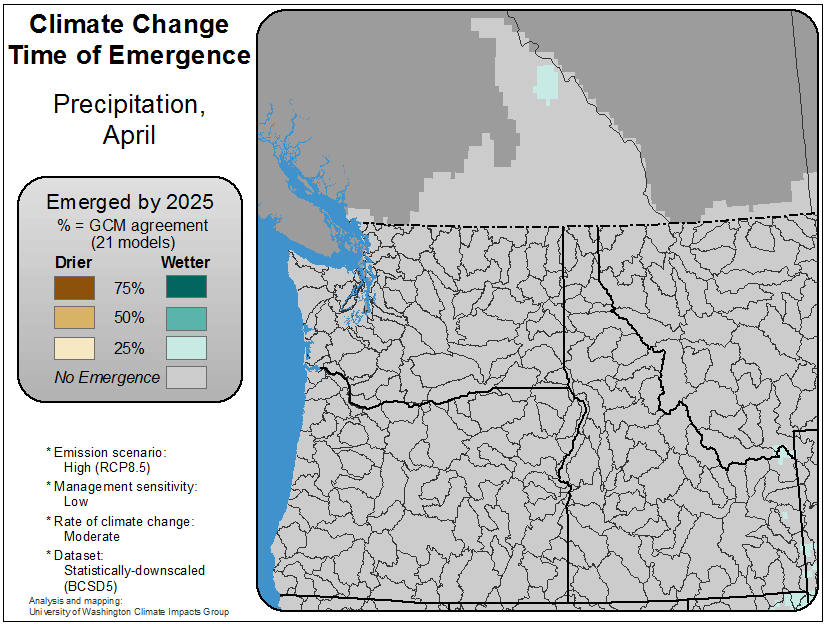 Climate Change
Time of Emergence
Precipitation,
April
Emerged by 2025
% = GCM agreement
(21 models)
Drier Wetter
75%
50%
25%
No Emergence
* Emission scenario:
High (RCP8.5)
* Management sensitivity:
Low
* Rate of climate change:
Moderate
* Dataset:
Statistically-downscaled
(BCSD5)
Analysis and mapping:
University of Washington Climate Impacts Group